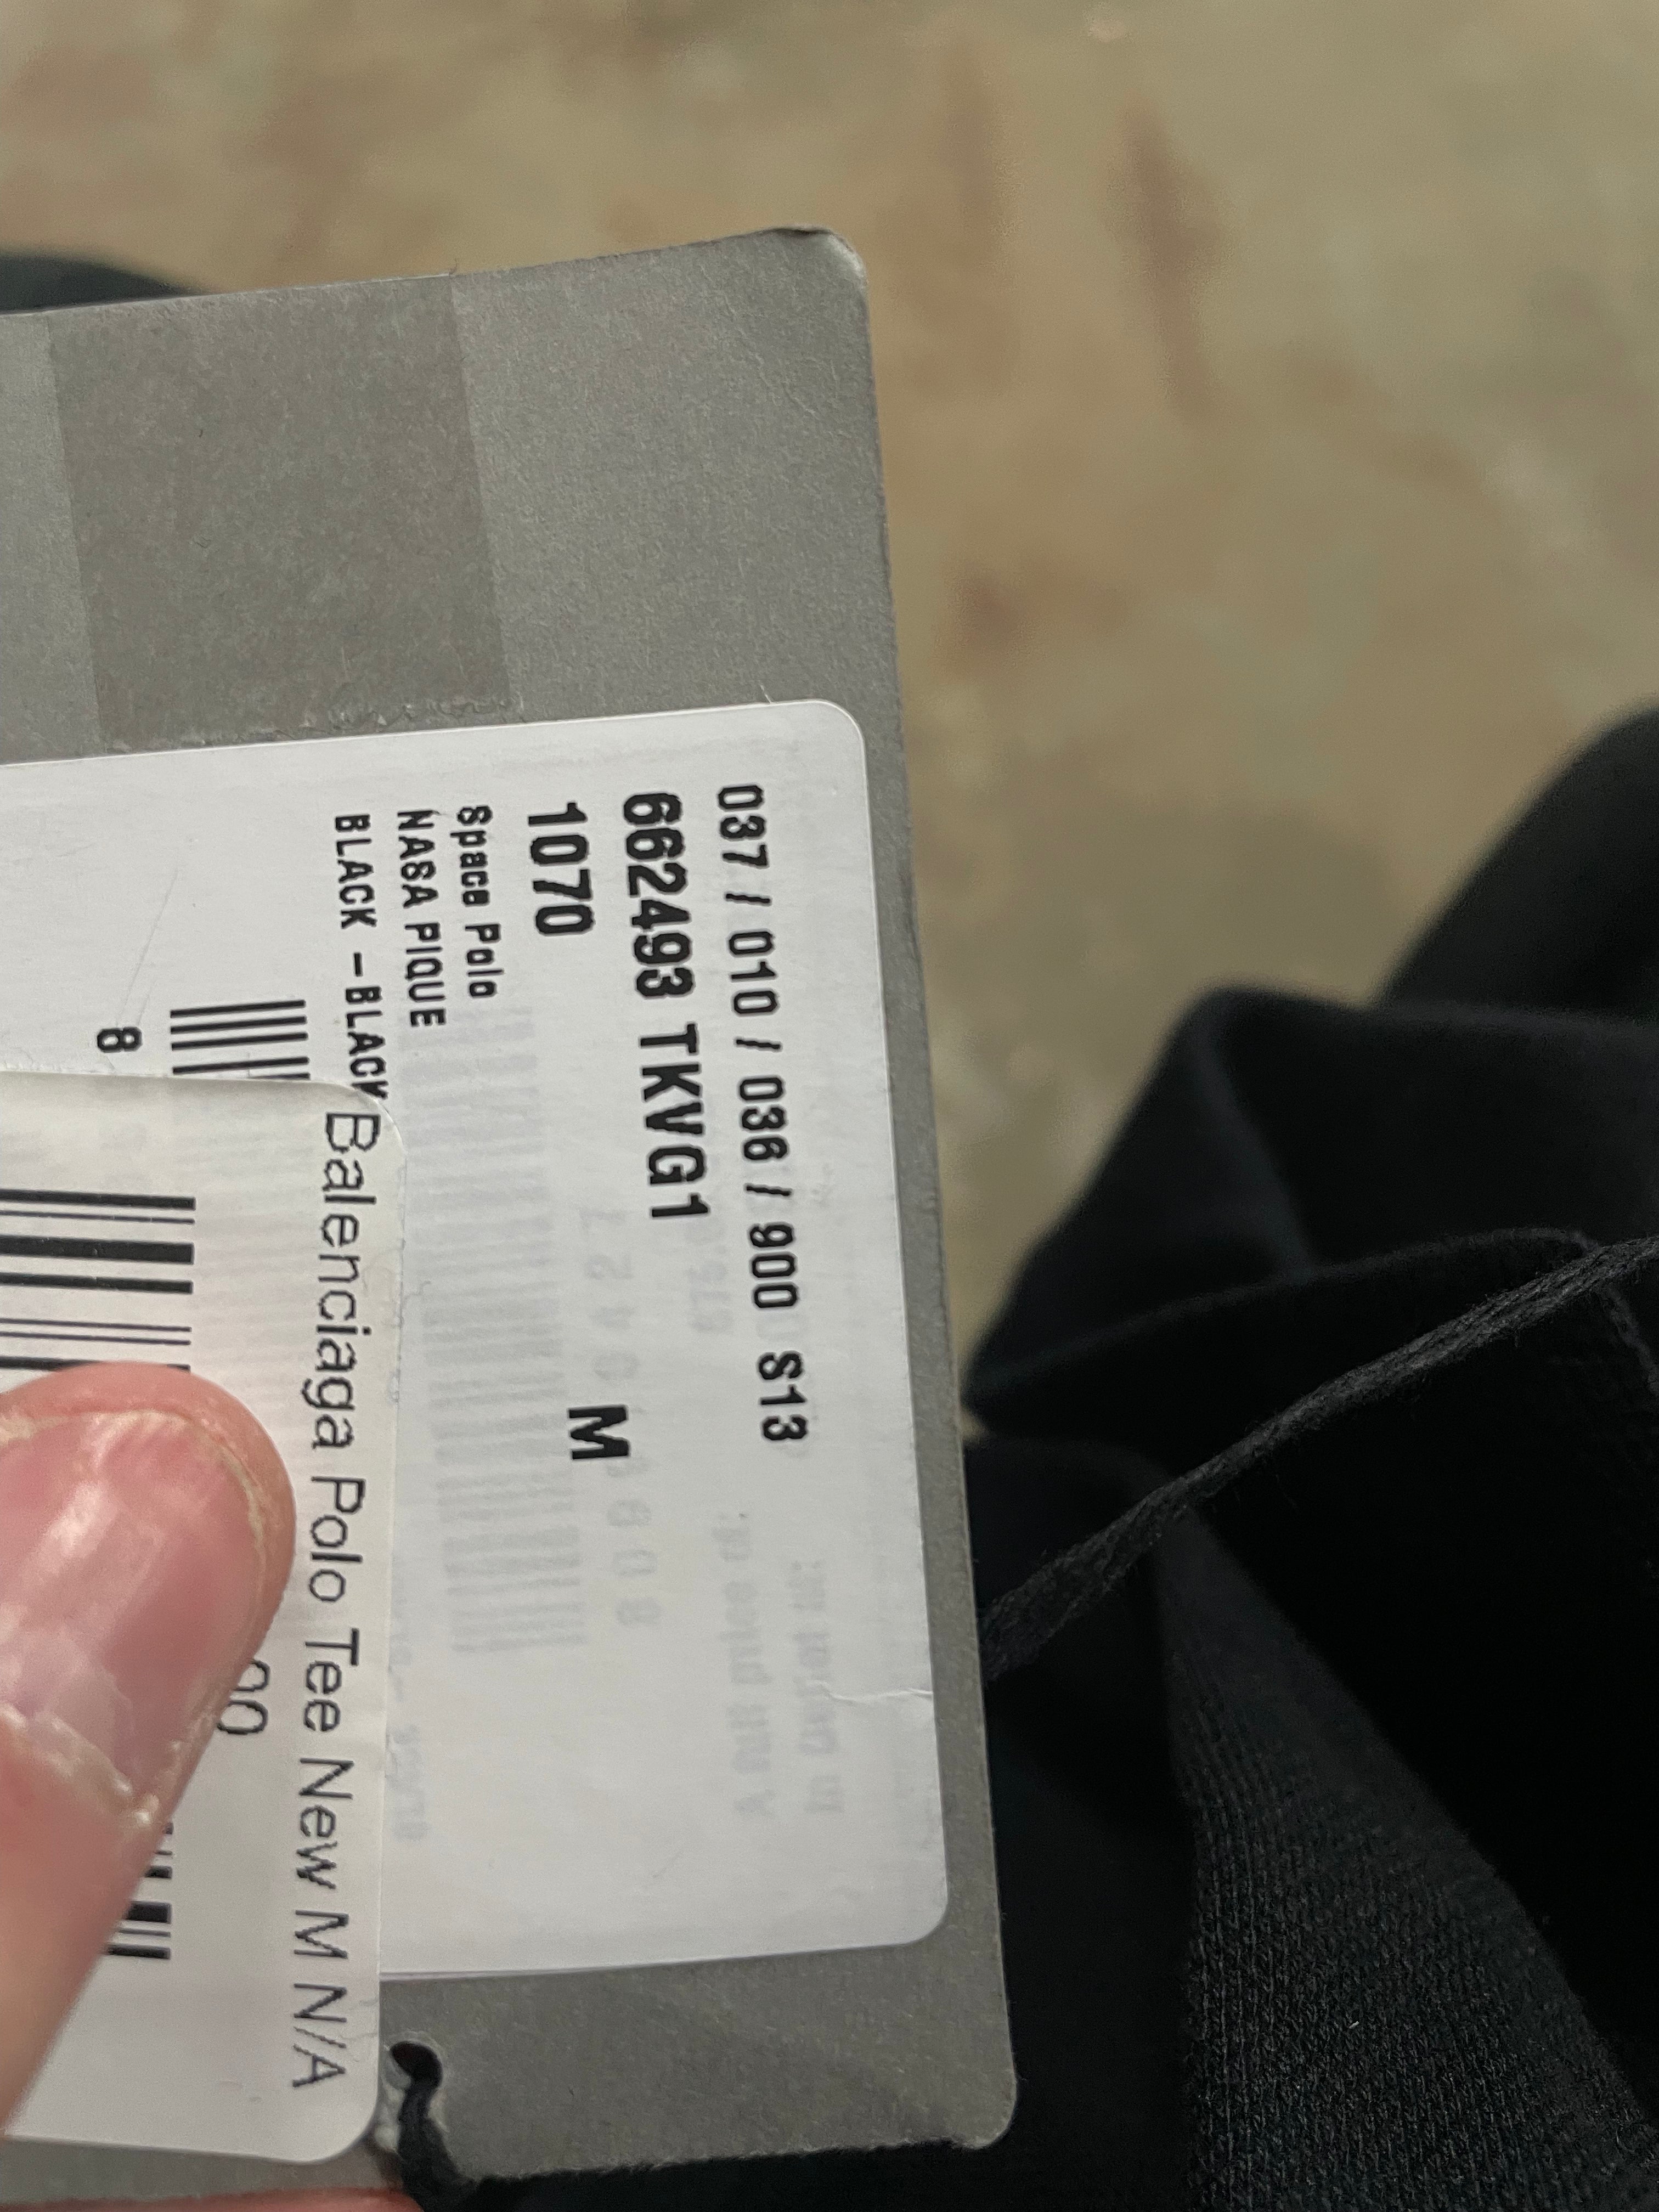 037 / 010 / 036 / 900 S13
662493 TKVG1
1070 M
Space Polo
NASA PIQUE
BLACK - BLACK
8
Balenciaga Polo Tee New M N/A
00